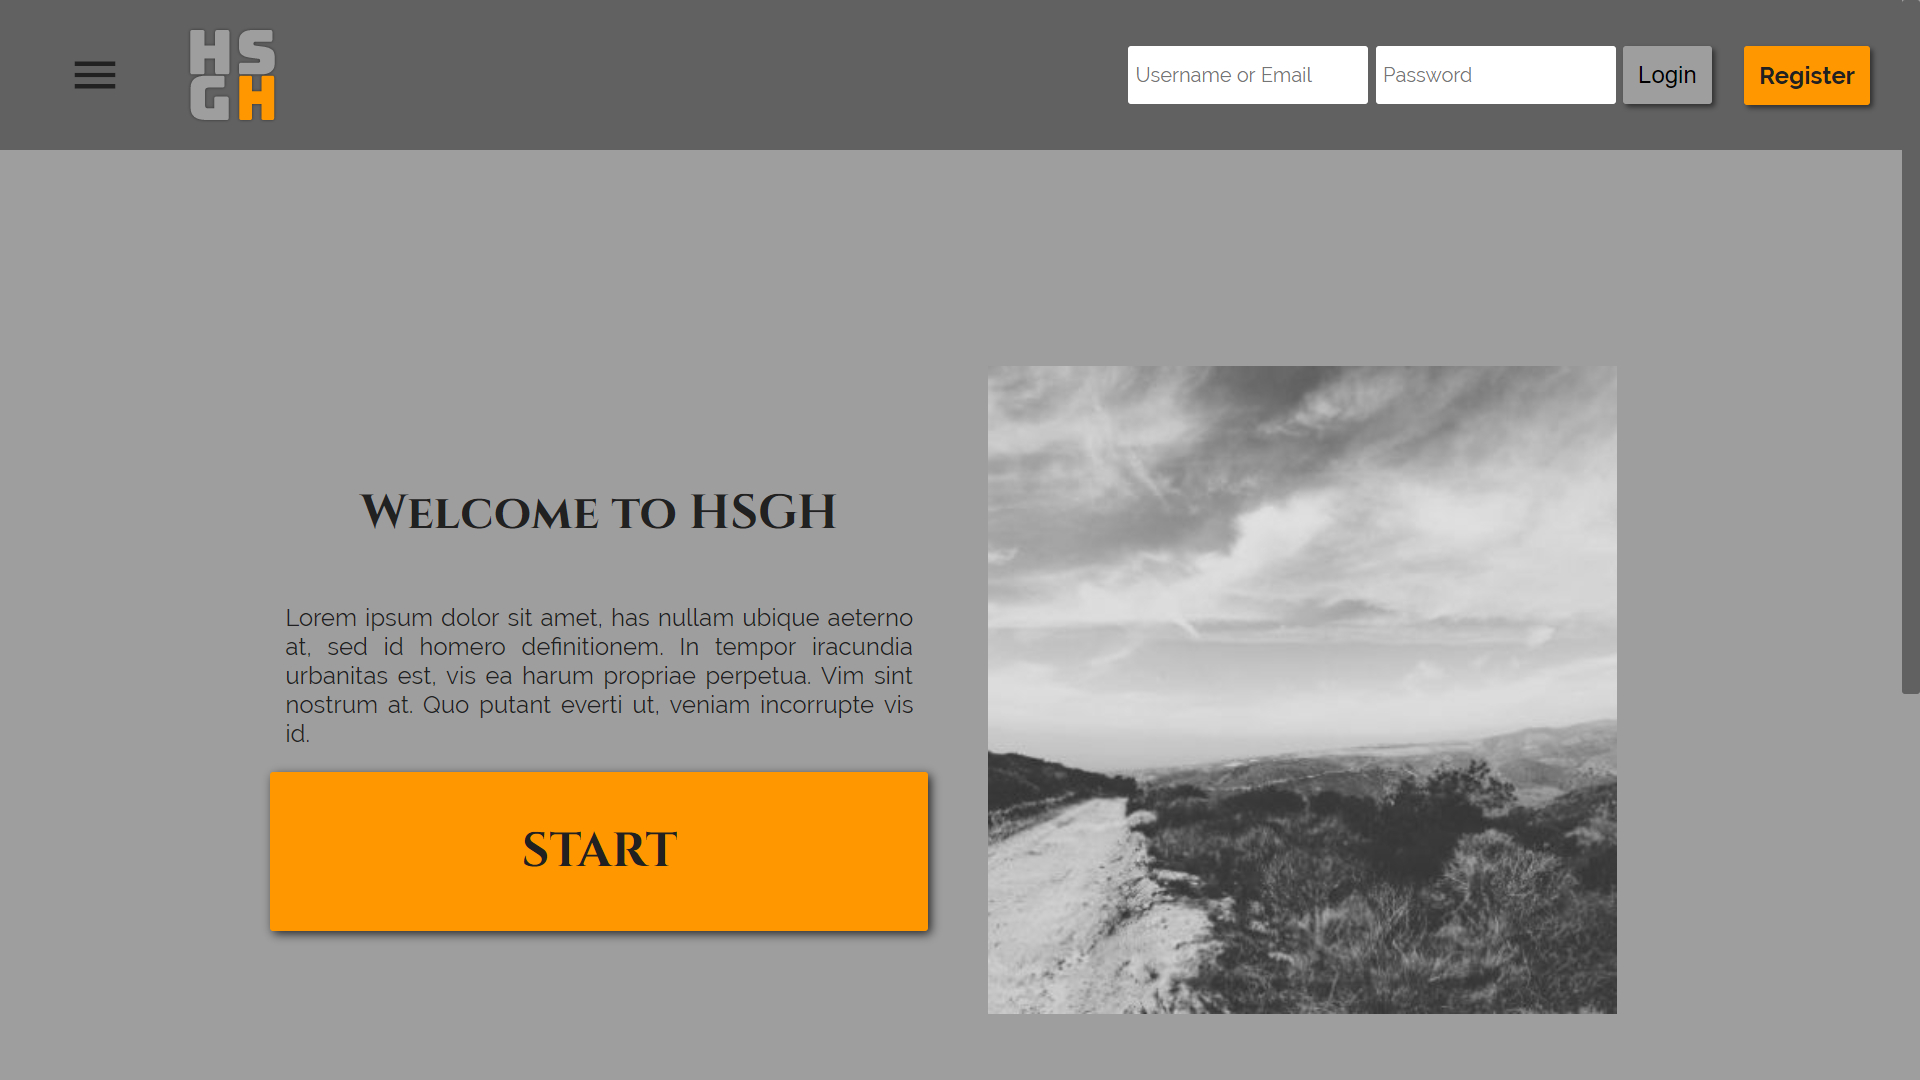 HS
GH
Username or Email
Password
Login
Register
Welcome to HSGH
Lorem ipsum dolor sit amet, has nullam ubique aeterno
at, sed id homero definitionem. In tempor iracundia
urbanitas est, vis ea harum propriae perpetua. Vim sint
nostrum at. Quo putant everti ut, veniam incorrupte vis
id.
START